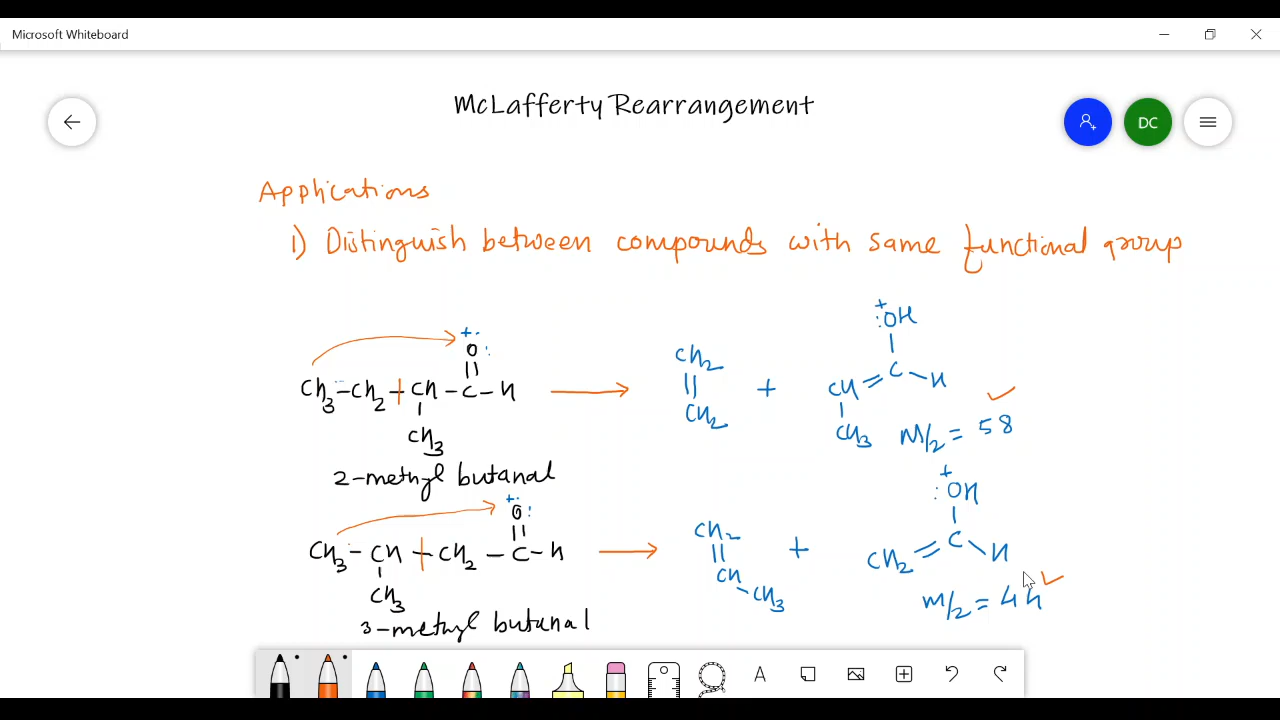 Microsoft Whiteboard
McLafferty Rearrangement
DC
Applications
1) Distinguish between compounds with same functional group
+. :
O
||
CH3 – CH2 – CH – C – H
|
CH3
2-methyl butanal
CH2
||
CH2
+
+
:OH
|
CH = C – H
|
CH3
M/z = 58
+. :
O
||
CH3 – CH – CH2 – C – H
|
CH3
3-methyl butanal
CH2
||
CH – CH3
+
+
:OH
|
CH2 = C – H
m/z = 44
A